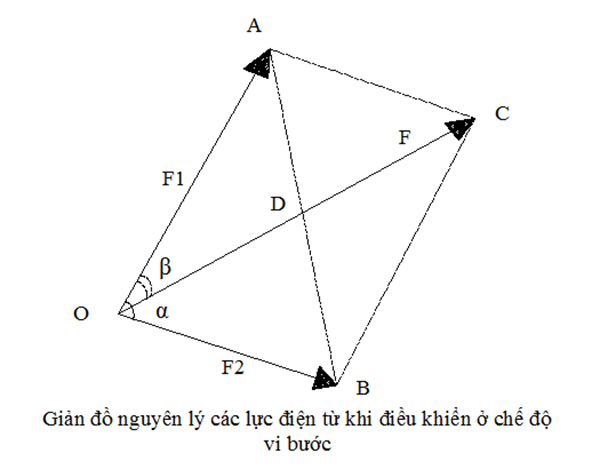 A
C
F
F1
D
β
α
O
F2
B
Giản đồ nguyên lý các lực điện từ khi điều khiển ở chế độ
vi bước